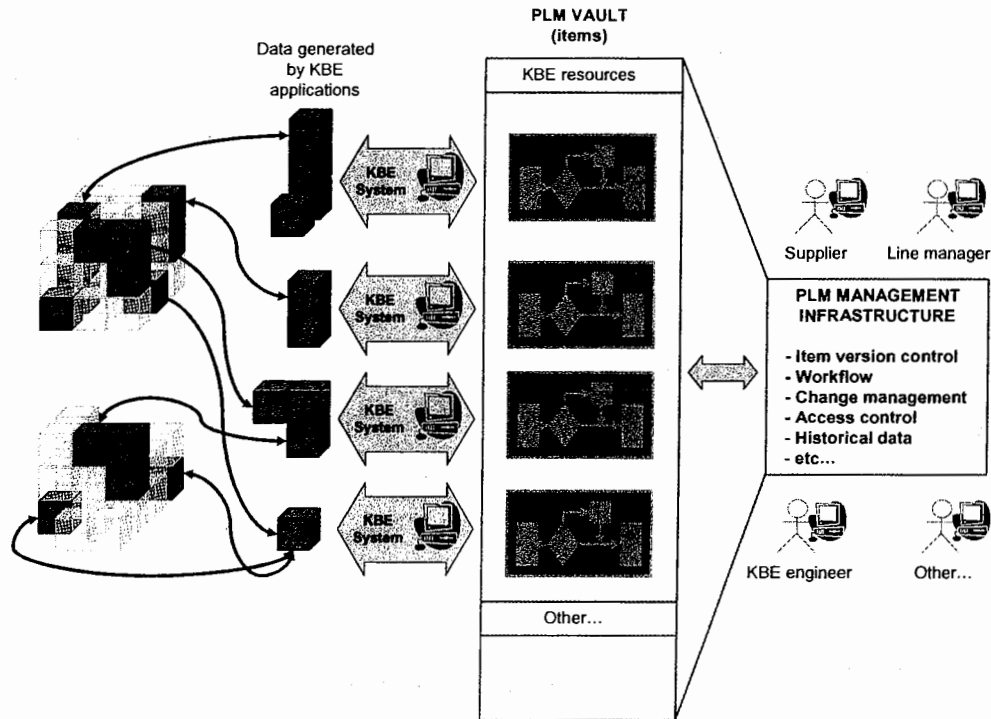 PLM VAULT
(items)
Data generated
by KBE
applications
KBE resources
KBE
System
KBE
System
KBE
System
KBE
System
Supplier
Line manager
PLM MANAGEMENT
INFRASTRUCTURE
- Item version control
- Workflow
- Change management
- Access control
- Historical data
- etc...
KBE engineer
Other...
Other...